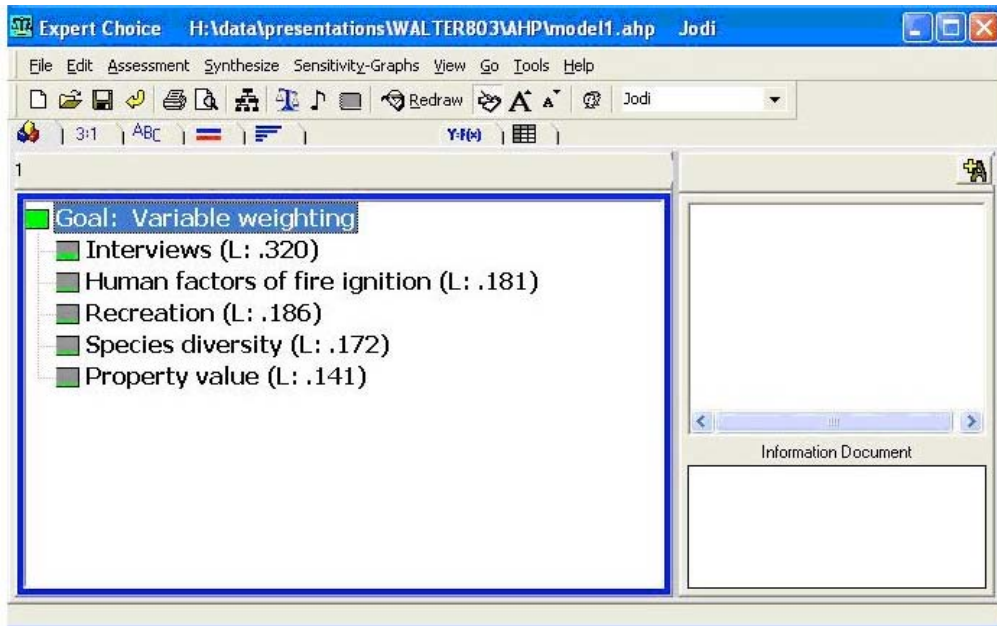 Expert Choice H:\data\presentations\WALTER803\AHP\model1.ahp Jodi
File Edit Assessment Synthesize Sensitivity-Graphs View Go Tools Help
Redraw A A Jodi
3:1 ABC Y=F(x)
1
Goal: Variable weighting
Interviews (L: .320)
Human factors of fire ignition (L: .181)
Recreation (L: .186)
Species diversity (L: .172)
Property value (L: .141)
Information Document